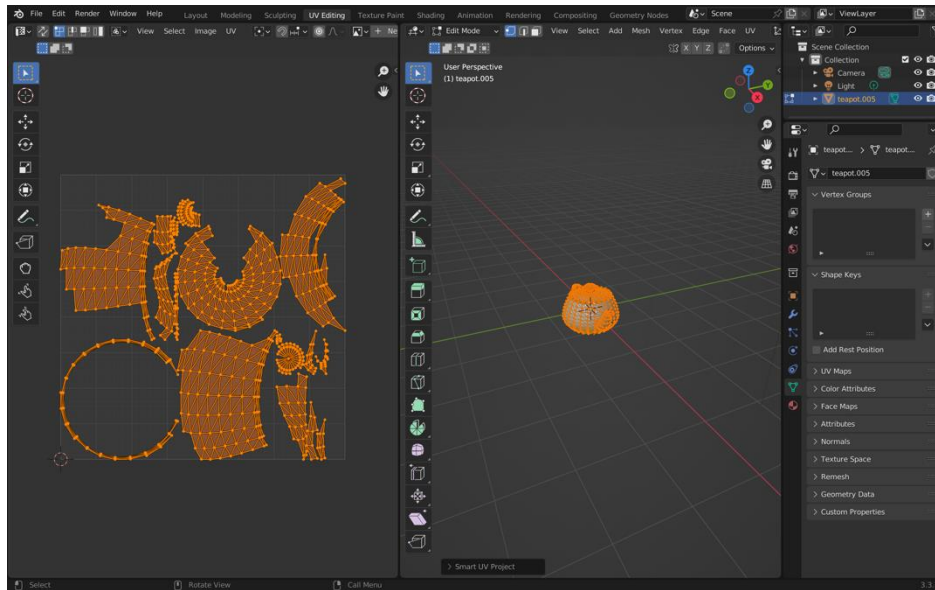 File Edit Render Window Help Layout Modeling Sculpting UV Editing Texture Paint Shading Animation Rendering Compositing Geometry Nodes Scene ViewLayer
View Select Image UV Edit Mode View Select Add Mesh Vertex Edge Face UV
X Y Z Options
User Perspective
(1) teapot.005
Z
Y
X
Scene Collection
Collection
Camera
Light
teapot.005
teapot... > teapot...
teapot.005
Vertex Groups
Shape Keys
Add Rest Position
> UV Maps
> Color Attributes
> Face Maps
> Attributes
> Normals
> Texture Space
> Remesh
> Geometry Data
> Custom Properties
> Smart UV Project
Select Rotate View Call Menu 3.3.